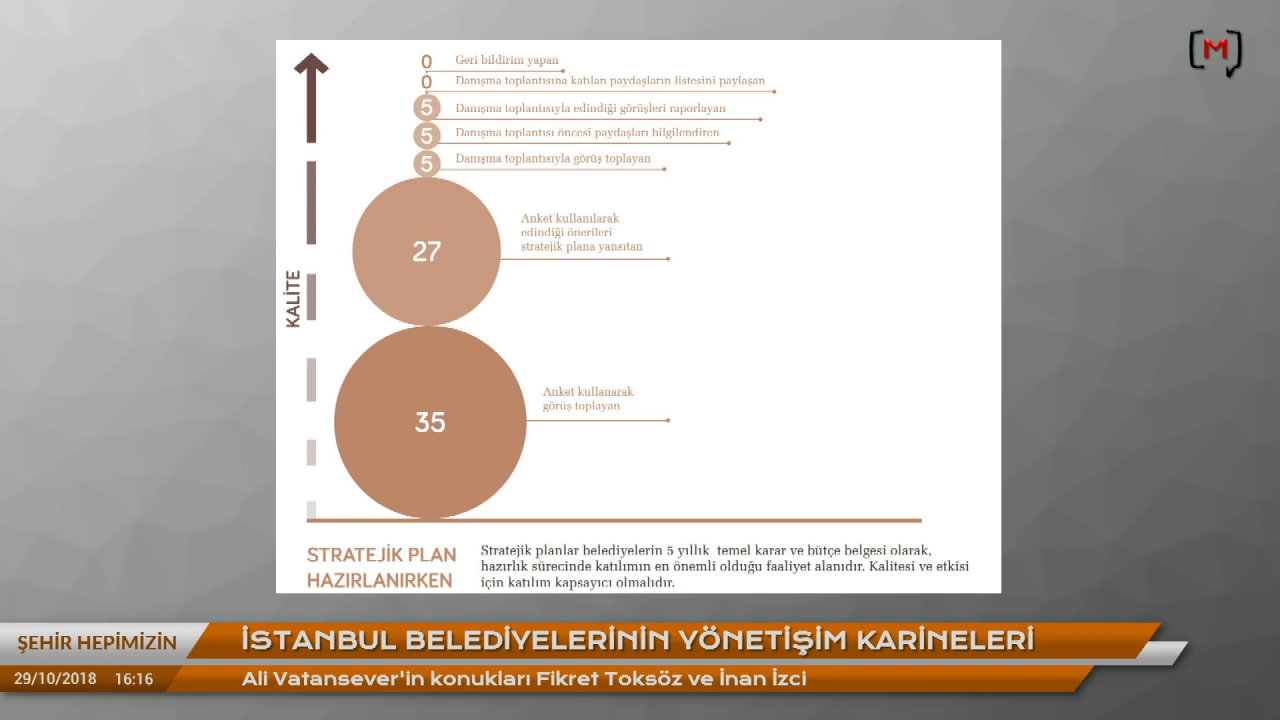 M
0 Geri bildirim yapan
0 Danışma toplantısına katılan paydaşların listesini paylaşan
5 Danışma toplantısıyla edindiği görüşleri raporlayan
5 Danışma toplantısı öncesi paydaşları bilgilendiren
5 Danışma toplantısıyla görüş toplayan
27
Anket kullanılarak
edindiği önerileri
stratejik plana yansıtan
KALİTE
35
Anket kullanarak
görüş toplayan
STRATEJİK PLAN
HAZIRLANIRKEN
Stratejik planlar belediyelerin 5 yıllık temel karar ve bütçe belgesi olarak,
hazırlık sürecinde katılımın en önemli olduğu faaliyet alanıdır. Kalitesi ve etkisi
için katılım kapsayıcı olmalıdır.
ŞEHİR HEPİMİZİN
İSTANBUL BELEDİYELERİNİN YÖNETİŞİM KARİNELERİ
29/10/2018 16:16
Ali Vatansever'in konukları Fikret Toksöz ve İnan İzci